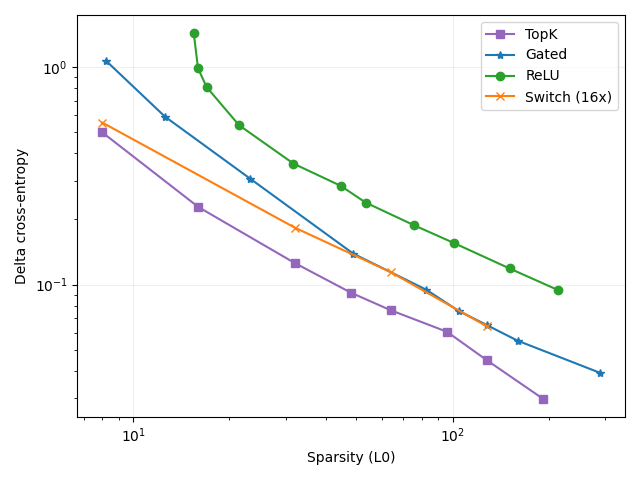 TopK
Gated
ReLU
Switch (16x)
Delta cross-entropy
10⁰
10⁻¹
10¹
10²
Sparsity (L0)